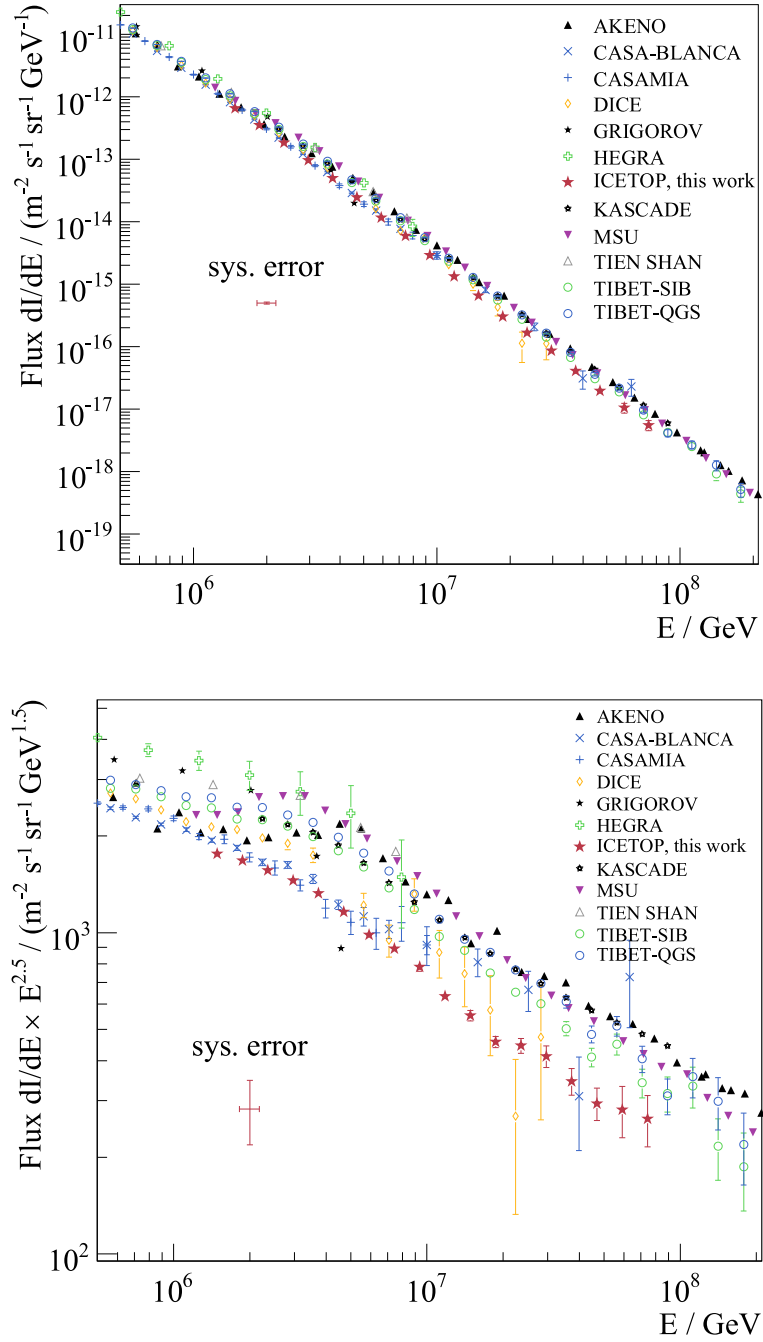 Flux dI/dE / (m⁻² s⁻¹ sr⁻¹ GeV⁻¹)
10⁻¹¹
10⁻¹²
10⁻¹³
10⁻¹⁴
10⁻¹⁵
10⁻¹⁶
10⁻¹⁷
10⁻¹⁸
10⁻¹⁹
AKENO
CASA-BLANCA
CASAMIA
DICE
GRIGOROV
HEGRA
ICETOP, this work
KASCADE
MSU
TIEN SHAN
TIBET-SIB
TIBET-QGS
sys. error
10⁶
10⁷
10⁸
E / GeV
Flux dI/dE × E²·⁵ / (m⁻² s⁻¹ sr⁻¹ GeV¹·⁵)
10³
10²
AKENO
CASA-BLANCA
CASAMIA
DICE
GRIGOROV
HEGRA
ICETOP, this work
KASCADE
MSU
TIEN SHAN
TIBET-SIB
TIBET-QGS
sys. error
10⁶
10⁷
10⁸
E / GeV